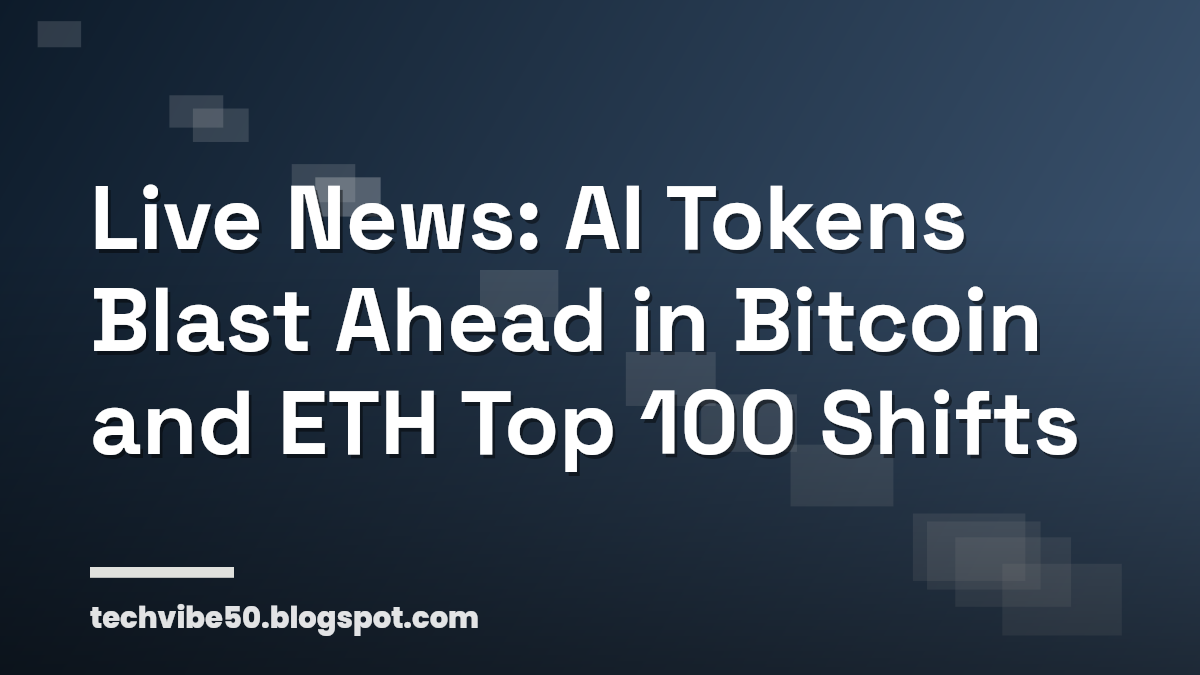 Live News: AI Tokens
Blast Ahead in Bitcoin
and ETH Top 100 Shifts
techvibe50.blogspot.com